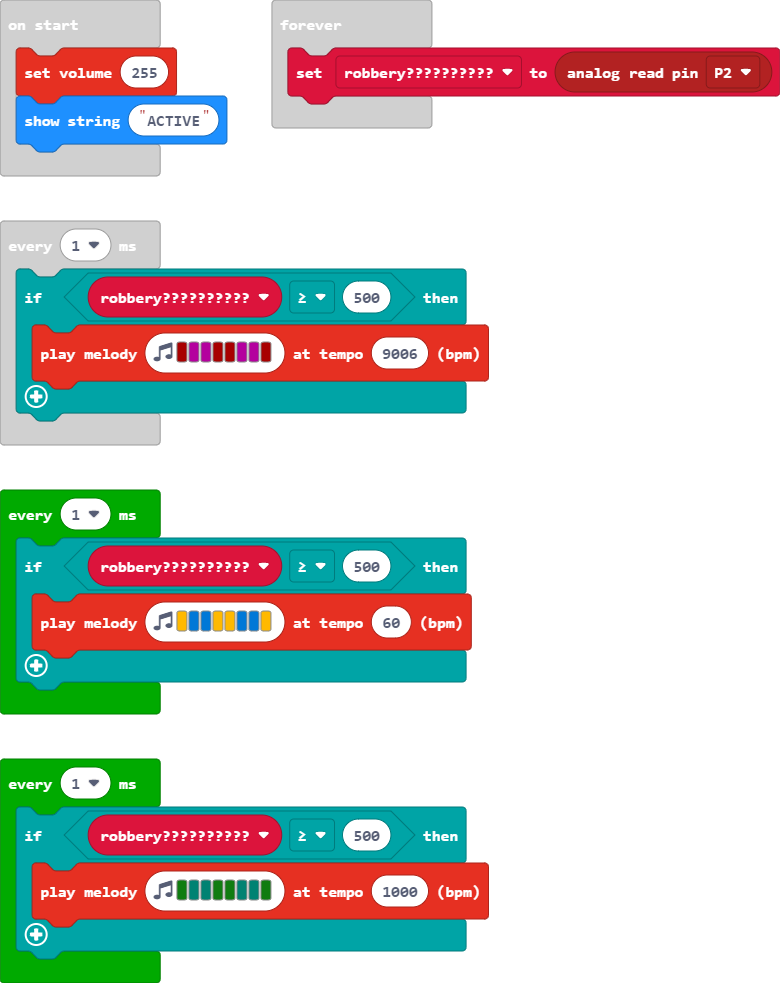 on start
set volume 255
show string "ACTIVE"
forever
set robbery?????????? to analog read pin P2
every 1 ms
if robbery?????????? ≥ 500 then
play melody at tempo 9006 (bpm)
every 1 ms
if robbery?????????? ≥ 500 then
play melody at tempo 60 (bpm)
every 1 ms
if robbery?????????? ≥ 500 then
play melody at tempo 1000 (bpm)